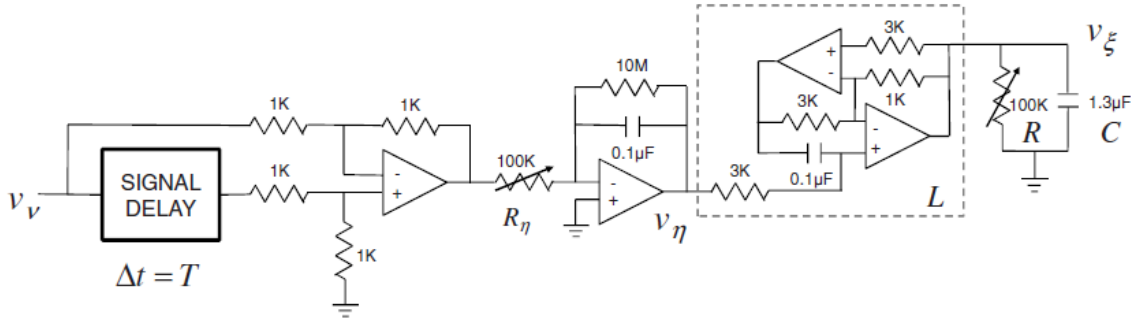 3K
v_ξ
10M
+
-
1K
1K
100K
1.3μF
3K
1K
R
C
0.1μF
-
+
SIGNAL
DELAY
1K
-
+
100K
-
+
3K
0.1μF
v_ν
R_η
v_η
L
1K
Δt = T